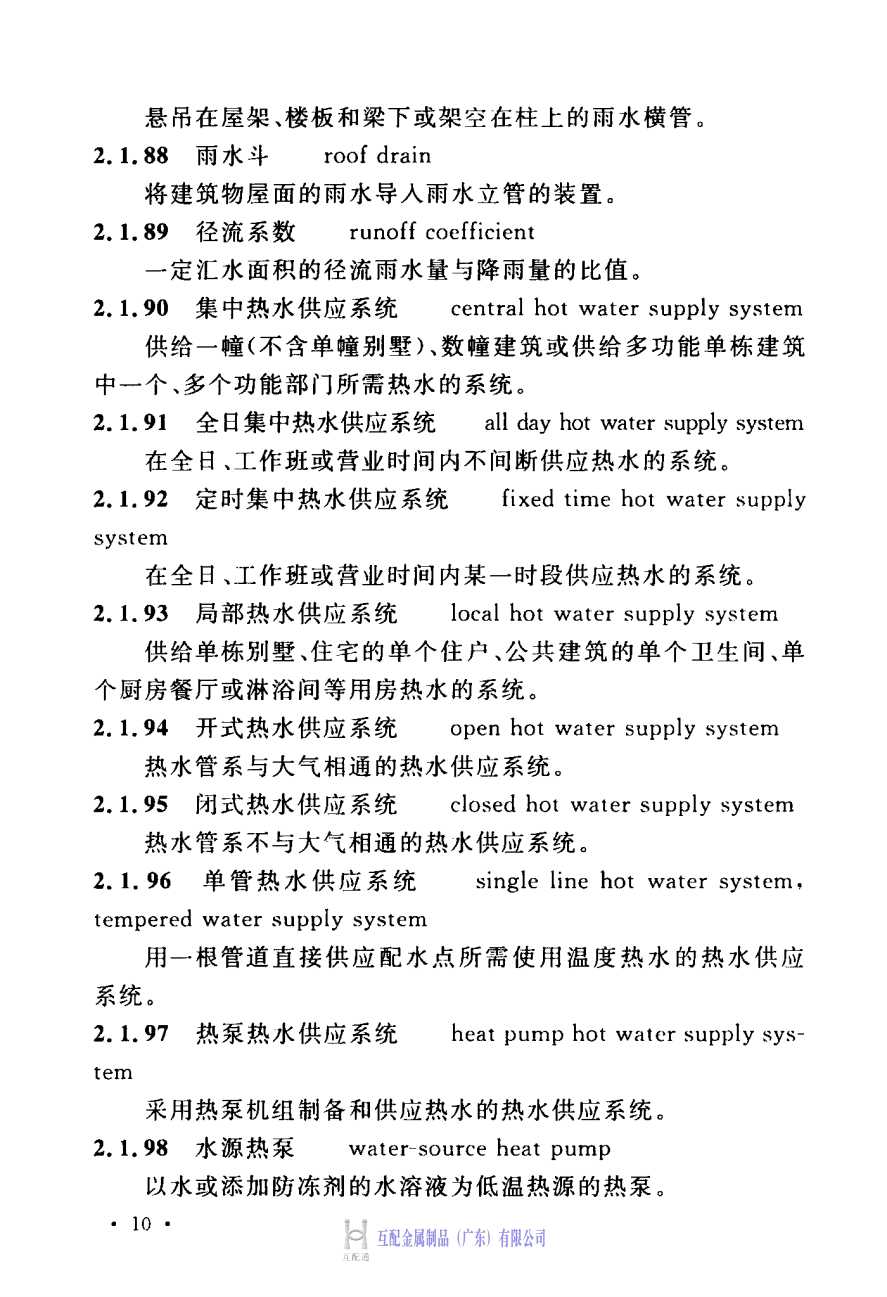 悬吊在屋架、楼板和梁下或架空在柱上的雨水横管。
2.1.88 雨水斗 roof drain
将建筑物屋面的雨水导入雨水立管的装置。
2.1.89 径流系数 runoff coefficient
一定汇水面积的径流雨水量与降雨量的比值。
2.1.90 集中热水供应系统 central hot water supply system
供给一幢(不含单幢别墅)、数幢建筑或供给多功能单栋建筑
中一个、多个功能部门所需热水的系统。
2.1.91 全日集中热水供应系统 all day hot water supply system
在全日、工作班或营业时间内不间断供应热水的系统。
2.1.92 定时集中热水供应系统 fixed time hot water supply
system
在全日、工作班或营业时间内某一时段供应热水的系统。
2.1.93 局部热水供应系统 local hot water supply system
供给单栋别墅、住宅的单个住户、公共建筑的单个卫生间、单
个厨房餐厅或淋浴间等用房热水的系统。
2.1.94 开式热水供应系统 open hot water supply system
热水管系与大气相通的热水供应系统。
2.1.95 闭式热水供应系统 closed hot water supply system
热水管系不与大气相通的热水供应系统。
2.1.96 单管热水供应系统 single line hot water system,
tempered water supply system
用一根管道直接供应配水点所需使用温度热水的热水供应
系统。
2.1.97 热泵热水供应系统 heat pump hot water supply sys-
tem
采用热泵机组制备和供应热水的热水供应系统。
2.1.98 水源热泵 water-source heat pump
以水或添加防冻剂的水溶液为低温热源的热泵。
· 10 ·
互配金属制品（广东）有限公司
互配通